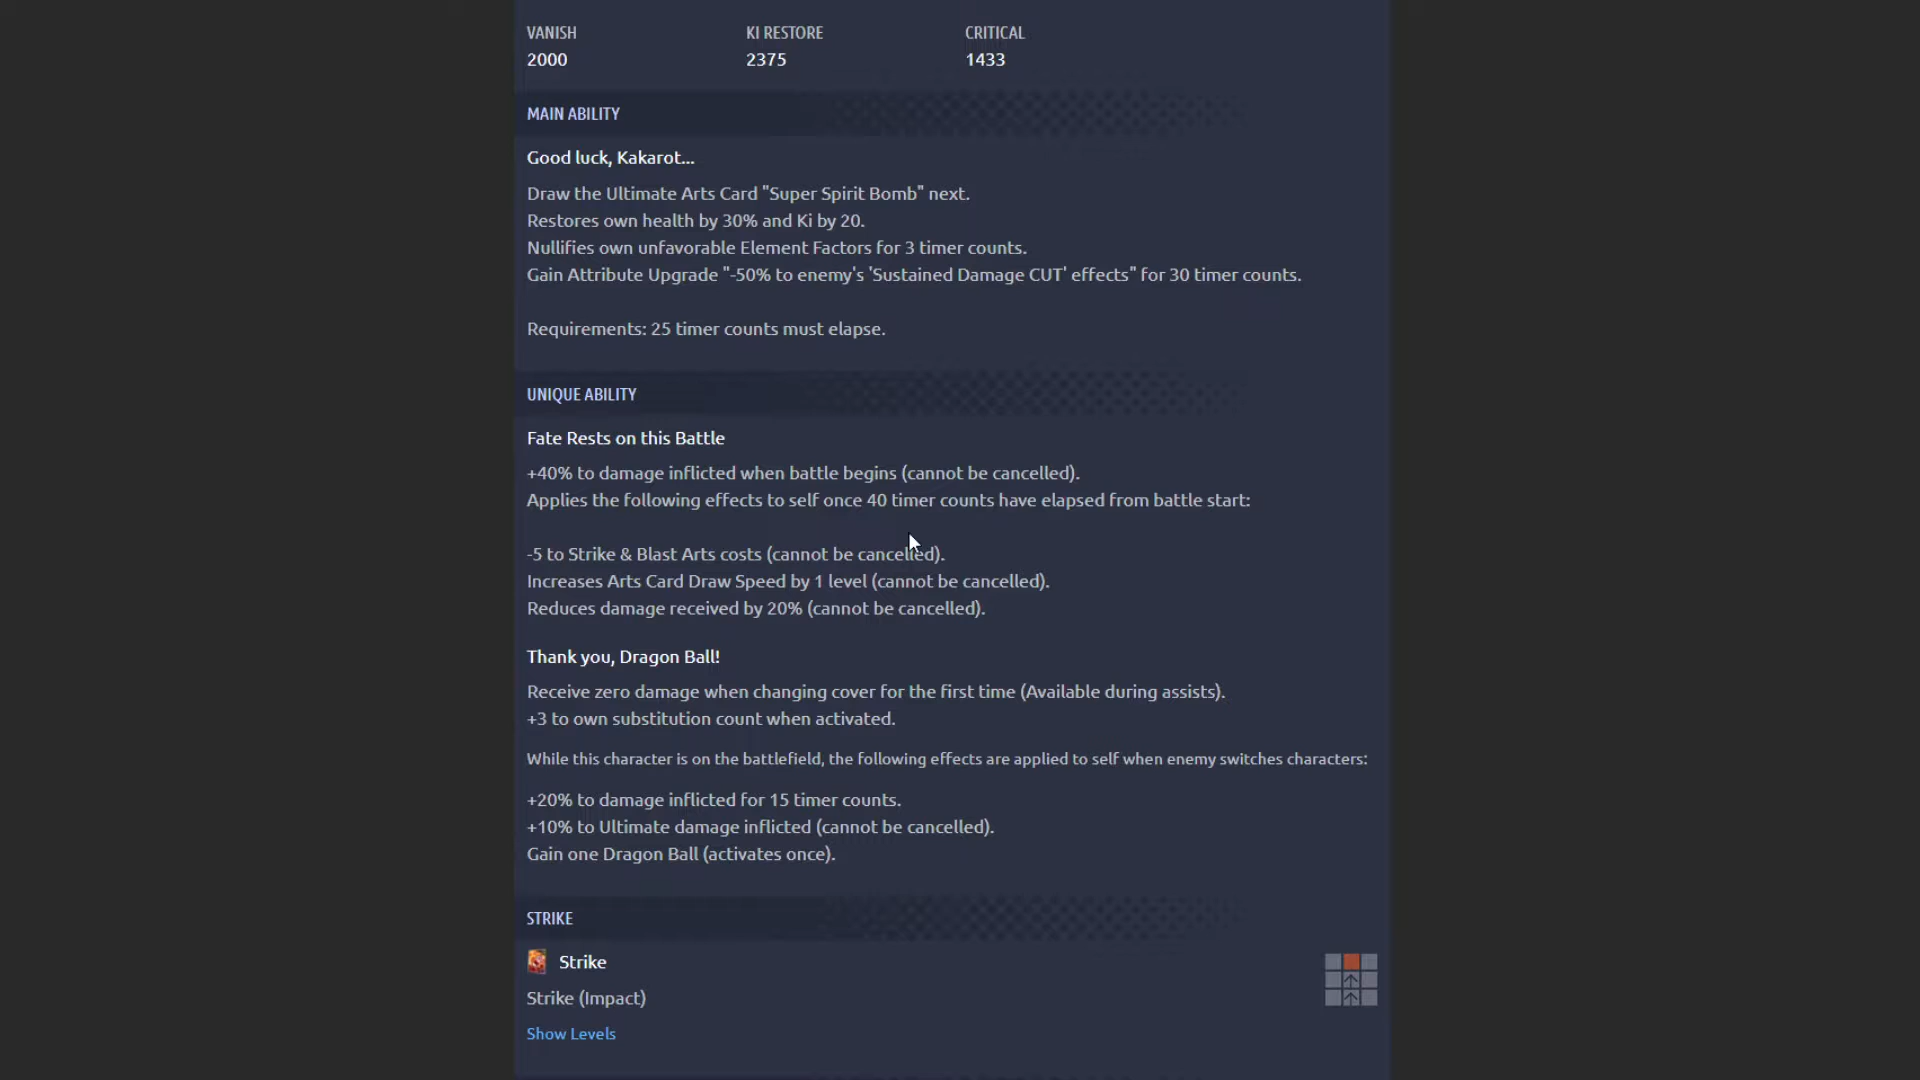 VANISH KI RESTORE CRITICAL
2000 2375 1433
MAIN ABILITY
Good luck, Kakarot...
Draw the Ultimate Arts Card "Super Spirit Bomb" next.
Restores own health by 30% and Ki by 20.
Nullifies own unfavorable Element Factors for 3 timer counts.
Gain Attribute Upgrade "-50% to enemy's 'Sustained Damage CUT' effects" for 30 timer counts.
Requirements: 25 timer counts must elapse.
UNIQUE ABILITY
Fate Rests on this Battle
+40% to damage inflicted when battle begins (cannot be cancelled).
Applies the following effects to self once 40 timer counts have elapsed from battle start:
-5 to Strike & Blast Arts costs (cannot be cancelled).
Increases Arts Card Draw Speed by 1 level (cannot be cancelled).
Reduces damage received by 20% (cannot be cancelled).
Thank you, Dragon Ball!
Receive zero damage when changing cover for the first time (Available during assists).
+3 to own substitution count when activated.
While this character is on the battlefield, the following effects are applied to self when enemy switches characters:
+20% to damage inflicted for 15 timer counts.
+10% to Ultimate damage inflicted (cannot be cancelled).
Gain one Dragon Ball (activates once).
STRIKE
Strike
Strike (Impact)
Show Levels